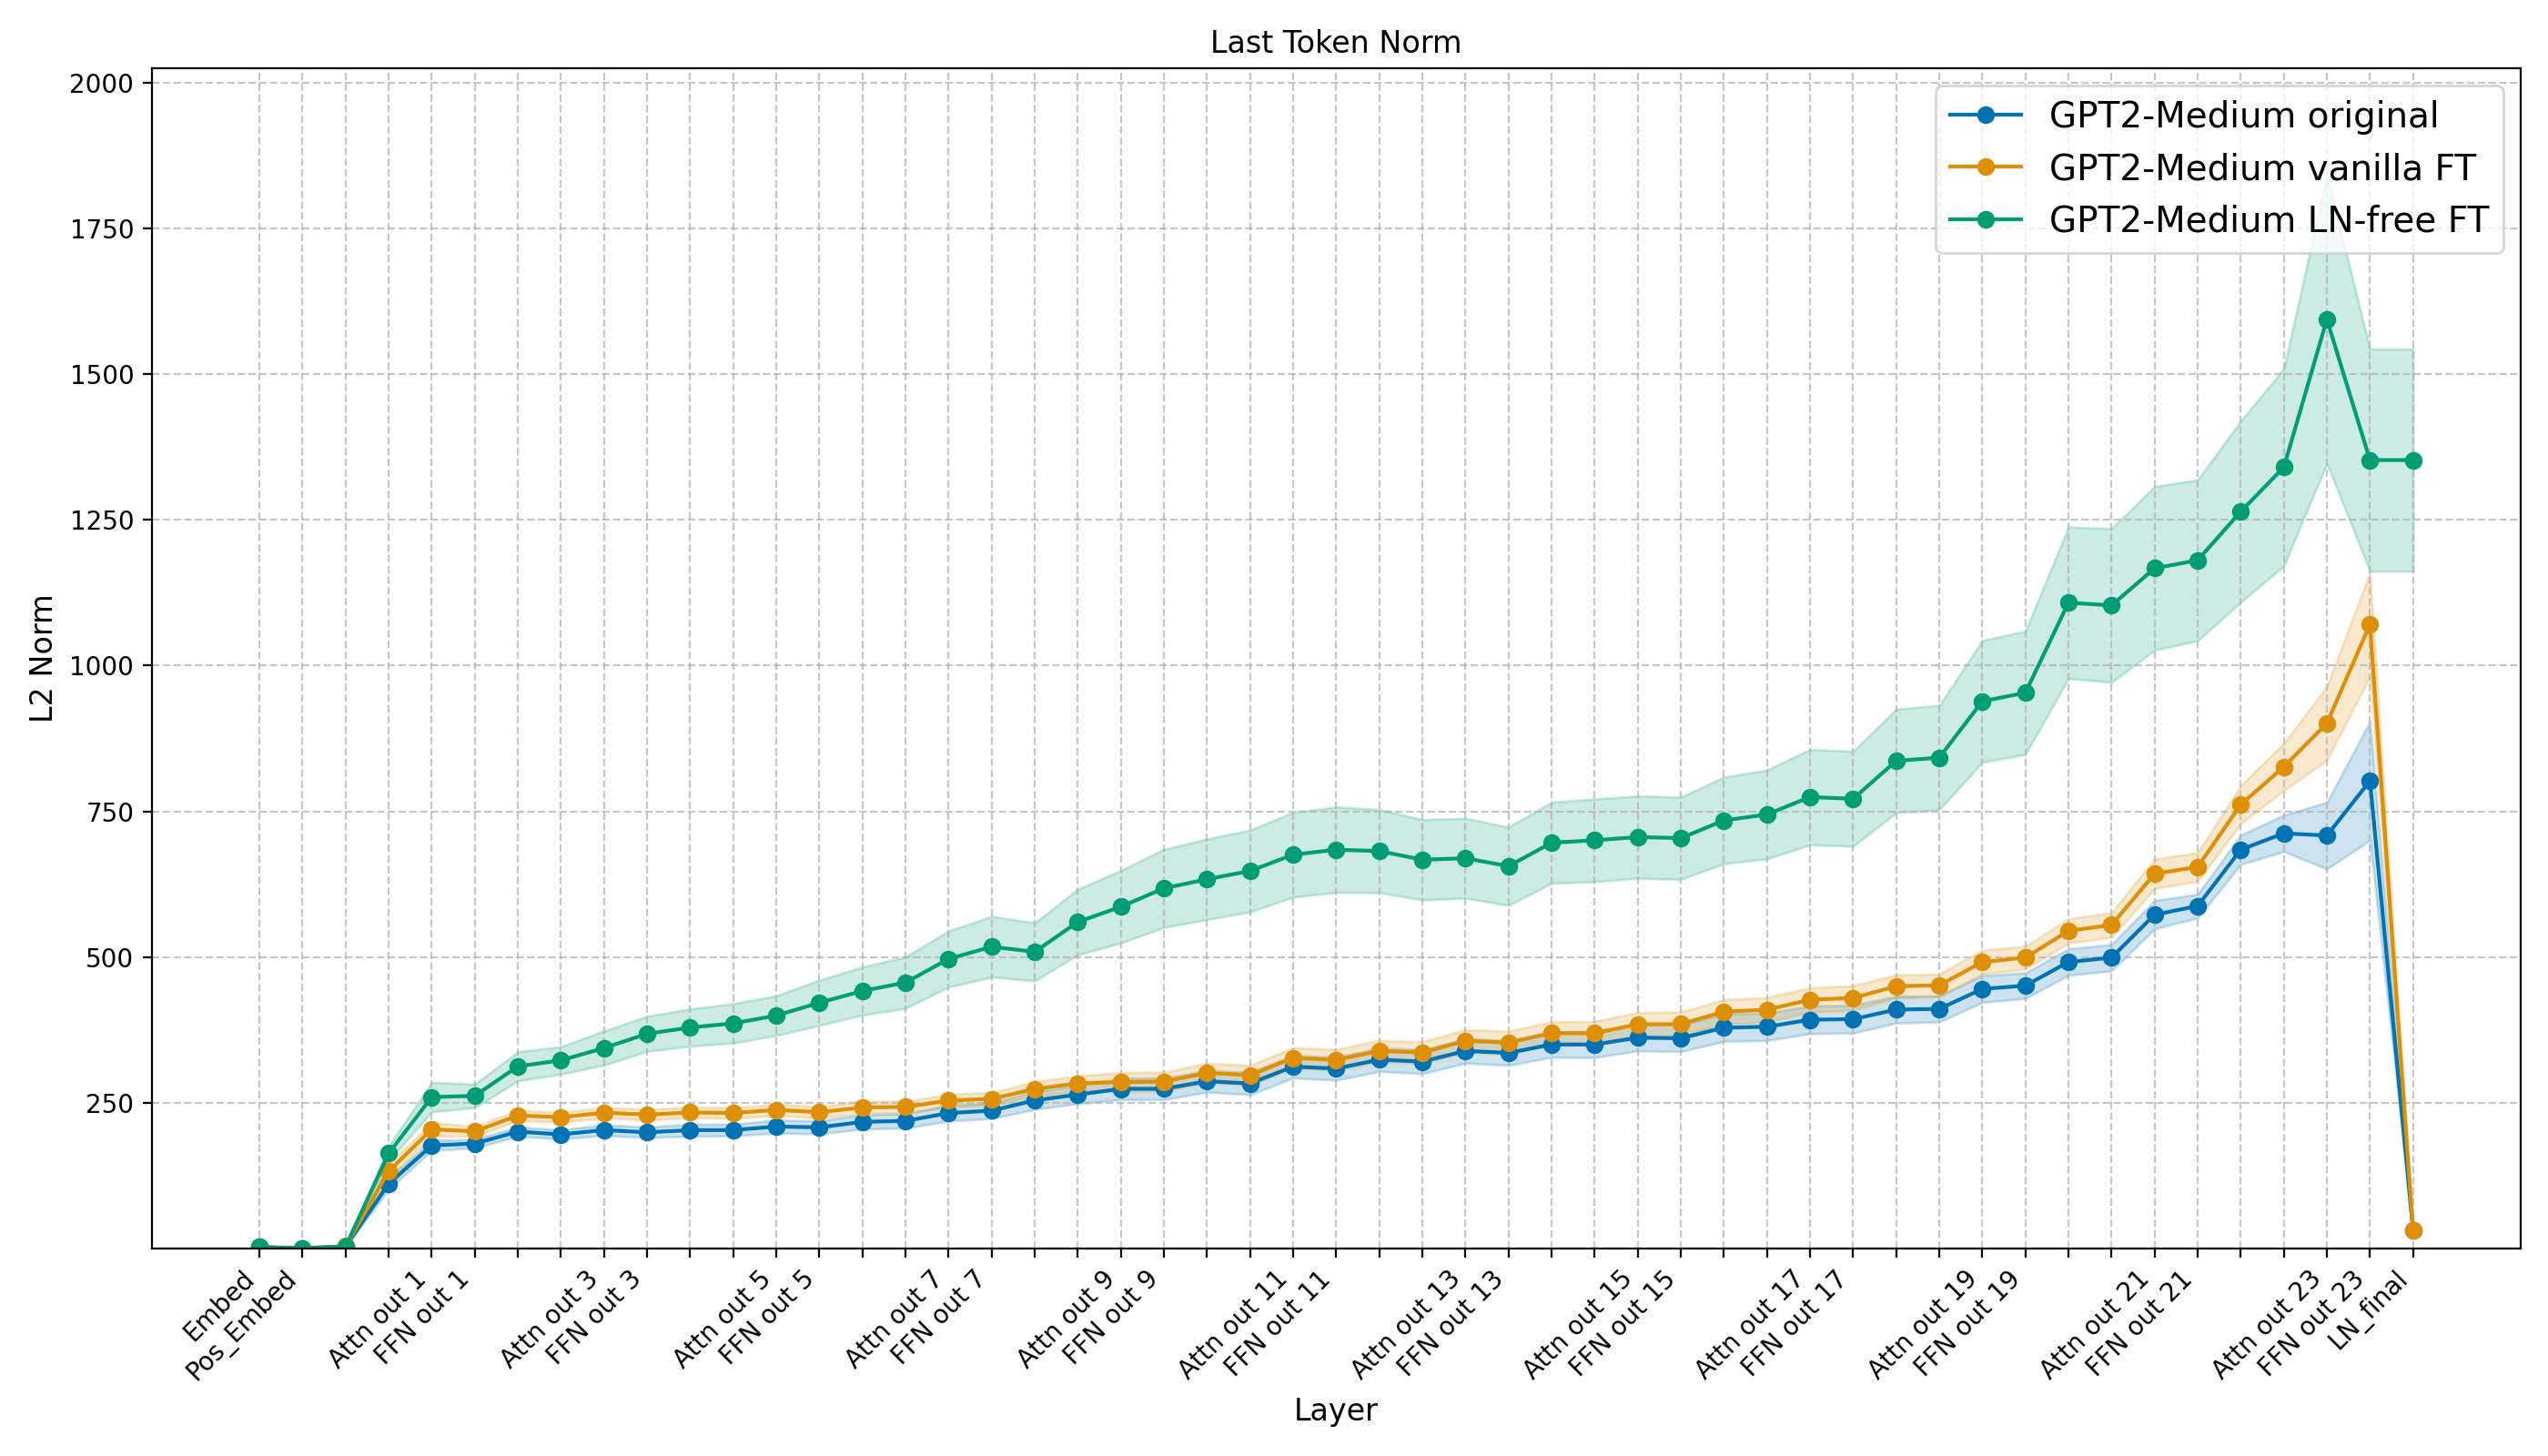 Last Token Norm
2000
1750
1500
1250
1000
750
500
250
L2 Norm
GPT2-Medium original
GPT2-Medium vanilla FT
GPT2-Medium LN-free FT
Embed
Pos_Embed
Attn out 1
FFN out 1
Attn out 3
FFN out 3
Attn out 5
FFN out 5
Attn out 7
FFN out 7
Attn out 9
FFN out 9
Attn out 11
FFN out 11
Attn out 13
FFN out 13
Attn out 15
FFN out 15
Attn out 17
FFN out 17
Attn out 19
FFN out 19
Attn out 21
FFN out 21
Attn out 23
FFN out 23
LN_final
Layer